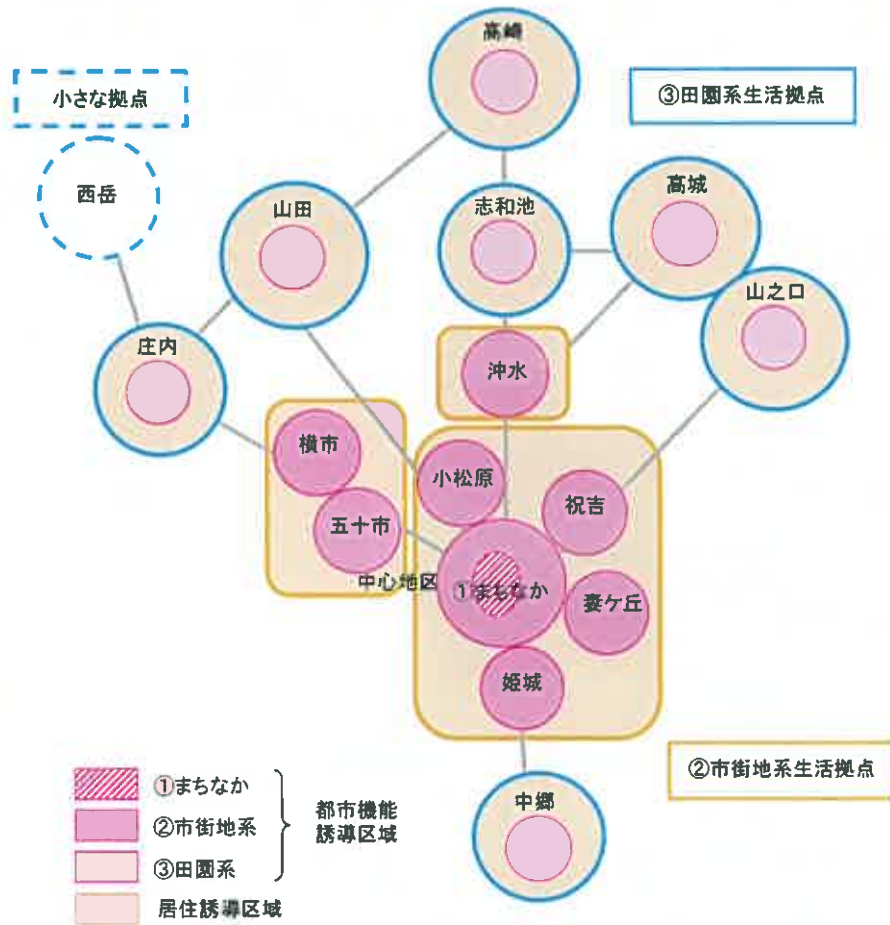 高崎
小さな拠点
③田園系生活拠点
西岳
山田
志和池
高城
山之口
庄内
沖水
横市
小松原
祝吉
五十市
中心地区
①まちなか
妻ケ丘
姫城
②市街地系生活拠点
中郷
①まちなか
②市街地系
都市機能
誘導区域
③田園系
居住誘導区域